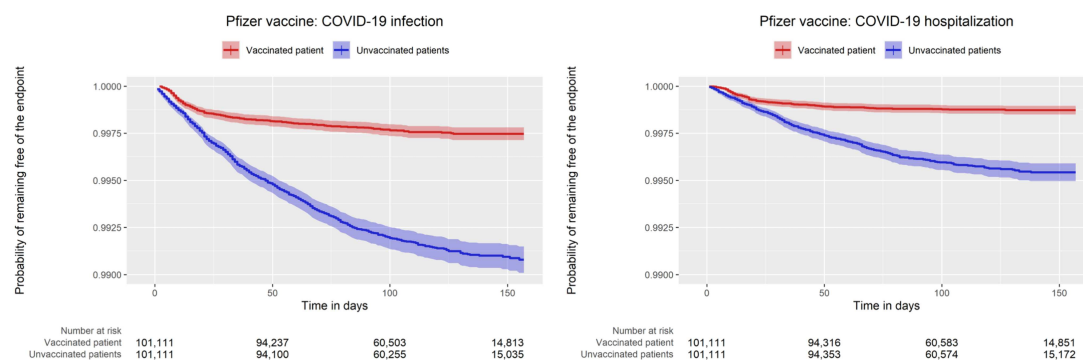 Pfizer vaccine: COVID-19 infection
Vaccinated patient Unvaccinated patients
Probability of remaining free of the endpoint
1.0000
0.9975
0.9950
0.9925
0.9900
0 50 100 150
Time in days
Number at risk
Vaccinated patient 101,111 94,237 60,503 14,813
Unvaccinated patients 101,111 94,100 60,255 15,035
Pfizer vaccine: COVID-19 hospitalization
Vaccinated patient Unvaccinated patients
Probability of remaining free of the endpoint
1.0000
0.9975
0.9950
0.9925
0.9900
0 50 100 150
Time in days
Number at risk
Vaccinated patient 101,111 94,316 60,583 14,851
Unvaccinated patients 101,111 94,353 60,574 15,172